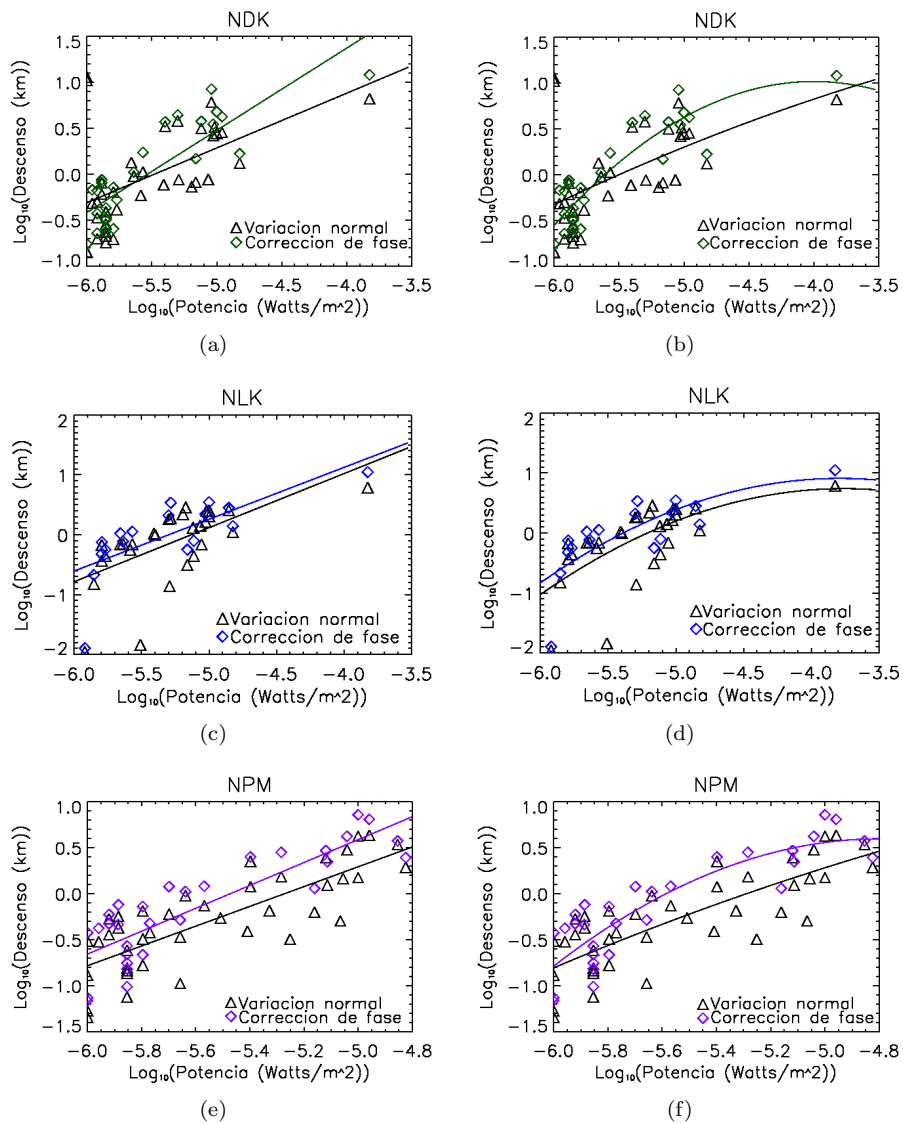 NDK
1.5
1.0
0.5
0.0
−0.5
−1.0
Log₁₀(Descenso (km))
△Variacion normal
◇Correccion de fase
−6.0 −5.5 −5.0 −4.5 −4.0 −3.5
Log₁₀(Potencia (Watts/m^2))
(a)
NDK
1.5
1.0
0.5
0.0
−0.5
−1.0
Log₁₀(Descenso (km))
△Variacion normal
◇Correccion de fase
−6.0 −5.5 −5.0 −4.5 −4.0 −3.5
Log₁₀(Potencia (Watts/m^2))
(b)
NLK
2
1
0
−1
−2
Log₁₀(Descenso (km))
△Variacion normal
◇Correccion de fase
−6.0 −5.5 −5.0 −4.5 −4.0 −3.5
Log₁₀(Potencia (Watts/m^2))
(c)
NLK
2
1
0
−1
−2
Log₁₀(Descenso (km))
△Variacion normal
◇Correccion de fase
−6.0 −5.5 −5.0 −4.5 −4.0 −3.5
Log₁₀(Potencia (Watts/m^2))
(d)
NPM
1.0
0.5
0.0
−0.5
−1.0
−1.5
Log₁₀(Descenso (km))
△Variacion normal
◇Correccion de fase
−6.0 −5.8 −5.6 −5.4 −5.2 −5.0 −4.8
Log₁₀(Potencia (Watts/m^2))
(e)
NPM
1.0
0.5
0.0
−0.5
−1.0
−1.5
Log₁₀(Descenso (km))
△Variacion normal
◇Correccion de fase
−6.0 −5.8 −5.6 −5.4 −5.2 −5.0 −4.8
Log₁₀(Potencia (Watts/m^2))
(f)